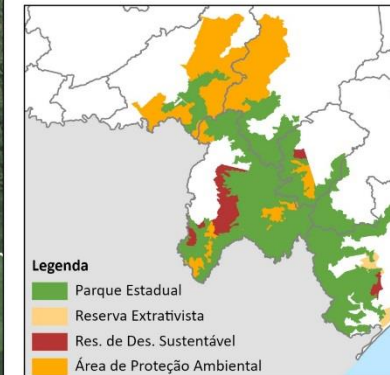 Legenda
Parque Estadual
Reserva Extrativista
Res. de Des. Sustentável
Área de Proteção Ambiental